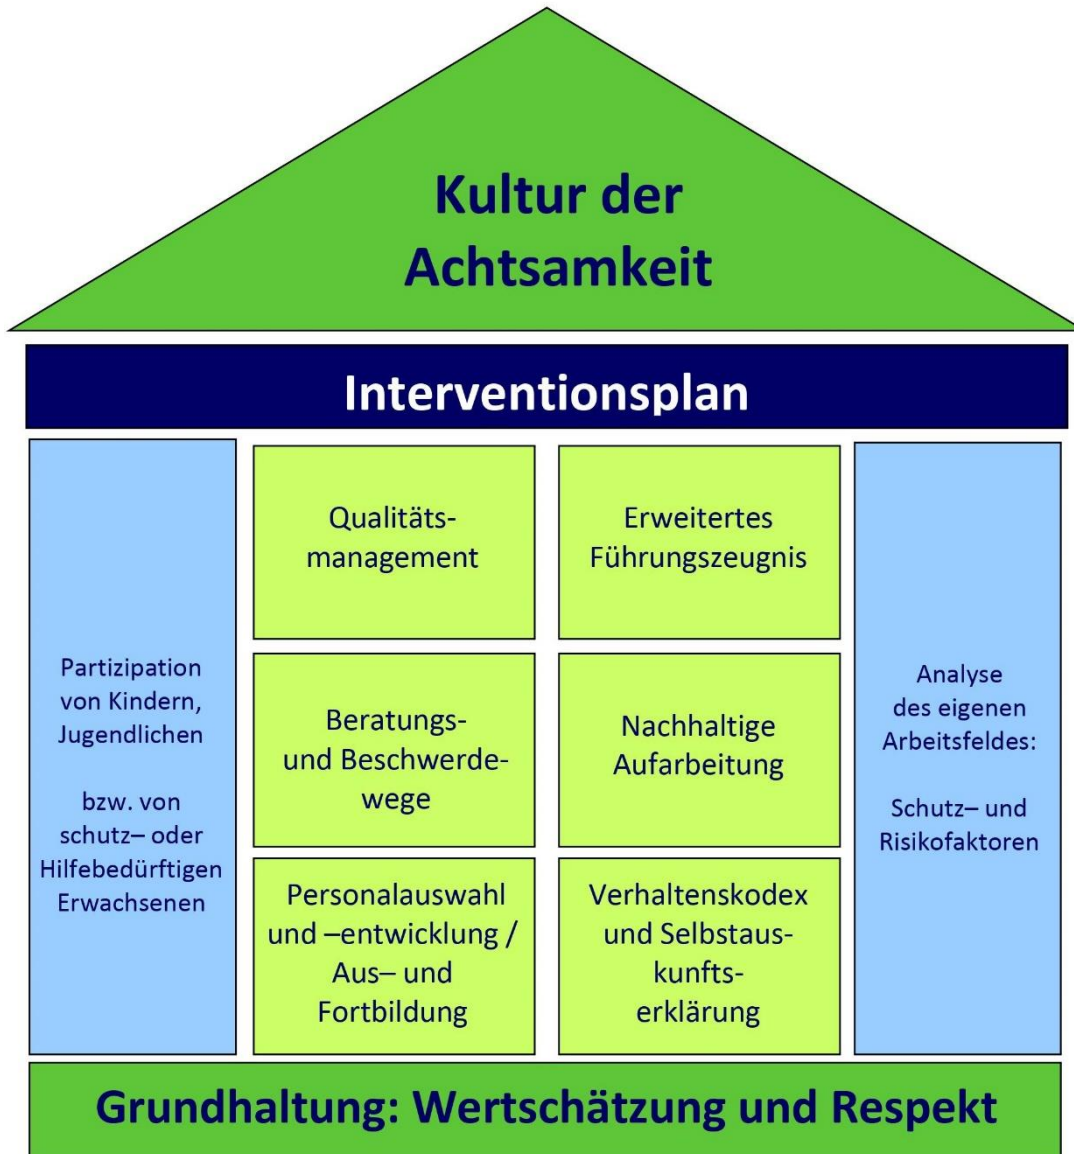 Kultur der
Achtsamkeit
Interventionsplan
Partizipation
von Kindern,
Jugendlichen
bzw. von
schutz– oder
Hilfebedürftigen
Erwachsenen
Qualitäts-
management
Erweitertes
Führungszeugnis
Beratungs-
und Beschwerde-
wege
Nachhaltige
Aufarbeitung
Personalauswahl
und –entwicklung /
Aus– und
Fortbildung
Verhaltenskodex
und Selbstaus-
kunfts-
erklärung
Analyse
des eigenen
Arbeitsfeldes:
Schutz– und
Risikofaktoren
Grundhaltung: Wertschätzung und Respekt